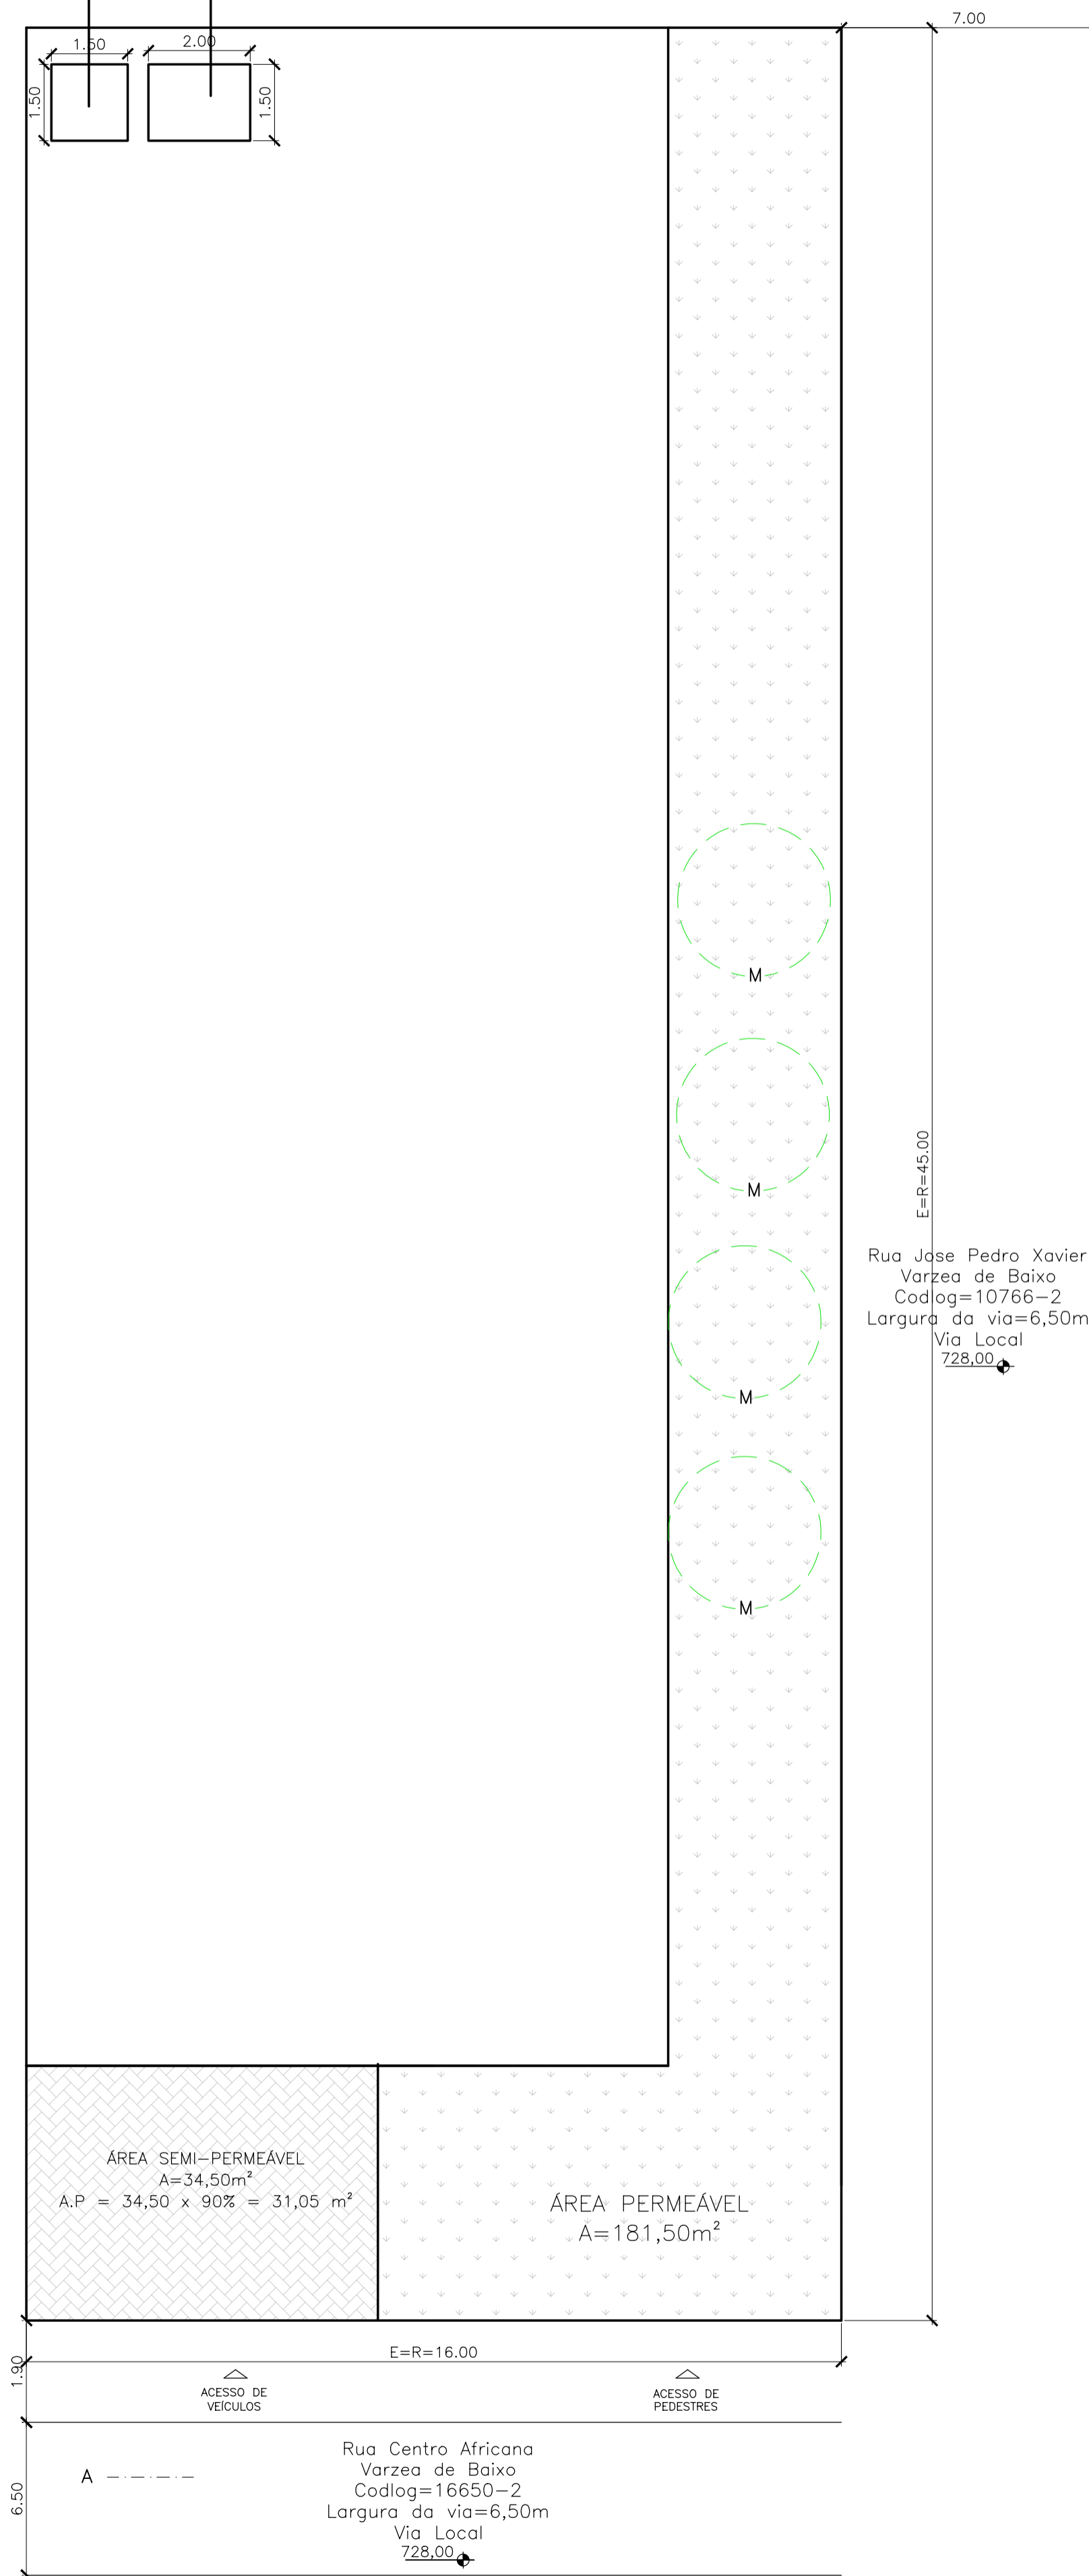 7.00
1.50
2.00
1.50
1.50
M
M
E=R=45.00
Rua Jose Pedro Xavier
Varzea de Baixo
Codlog=10766-2
Largura da via=6,50m
Via Local
728,00
M
M
ÁREA SEMI-PERMEÁVEL
A=34,50m²
A.P = 34,50 x 90% = 31,05 m²
ÁREA PERMEÁVEL
A=181,50m²
E=R=16.00
1.90
ACESSO DE
VEÍCULOS
ACESSO DE
PEDESTRES
Rua Centro Africana
Varzea de Baixo
Codlog=16650-2
Largura da via=6,50m
Via Local
728,00
A
6.50